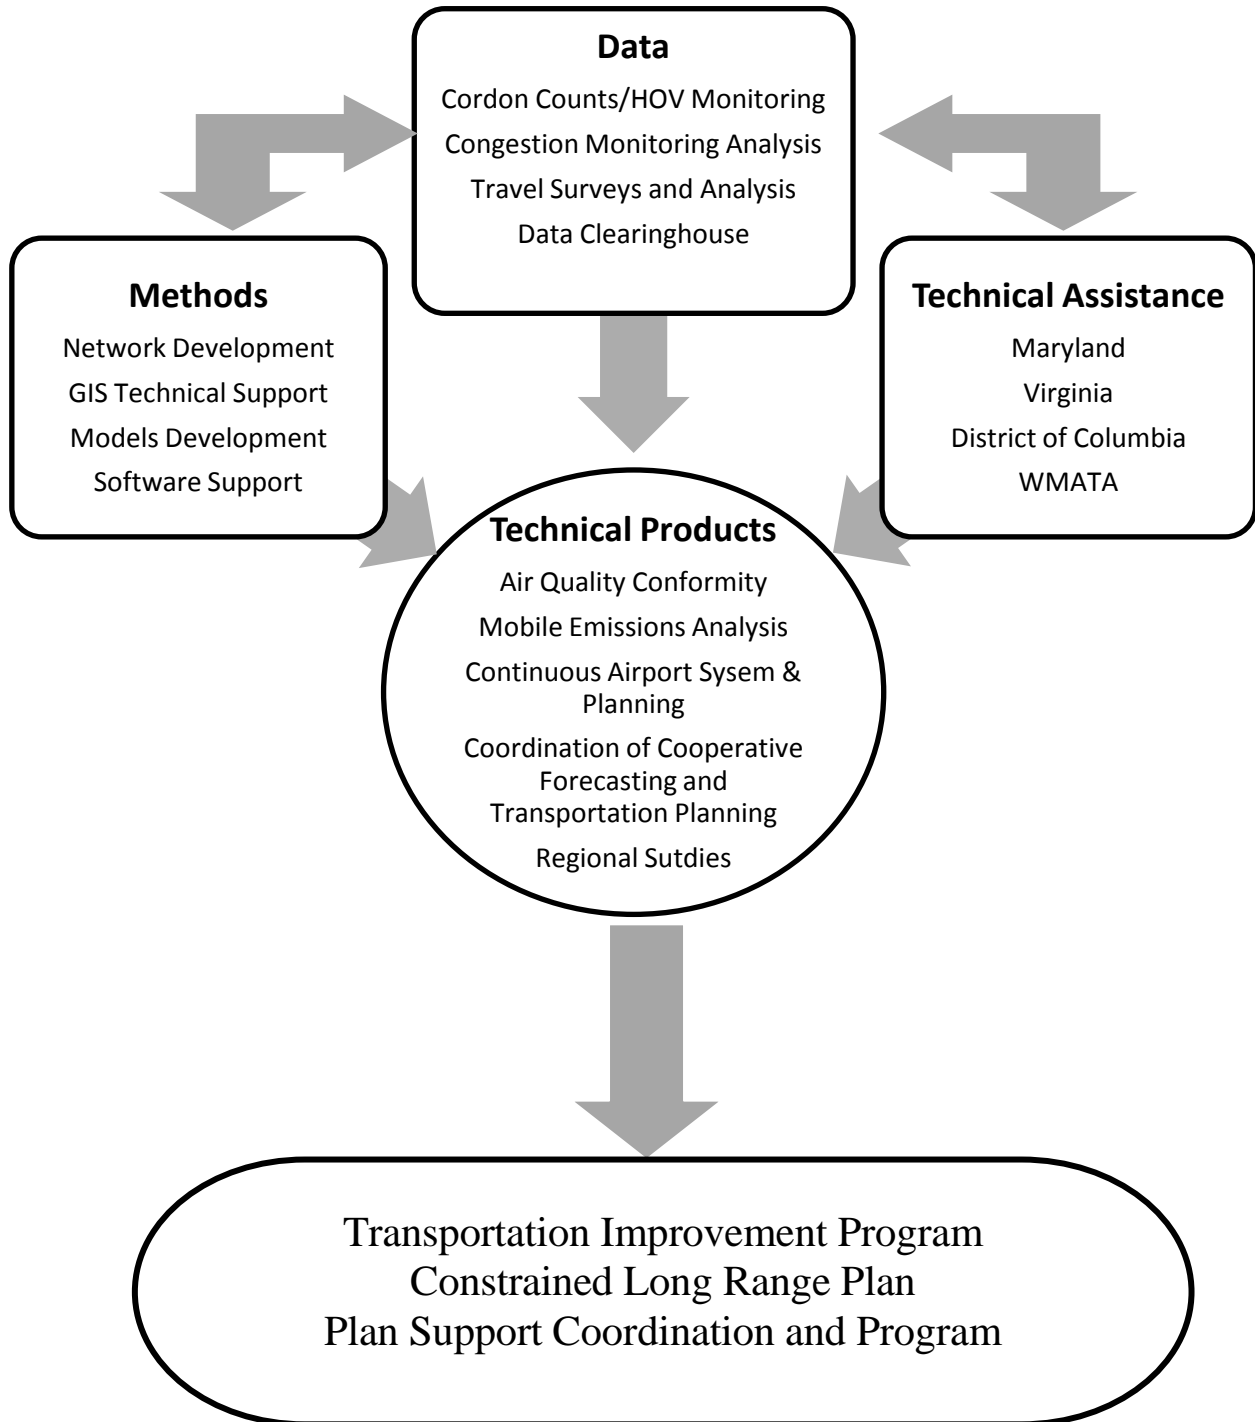 Data
Cordon Counts/HOV Monitoring
Congestion Monitoring Analysis
Travel Surveys and Analysis
Data Clearinghouse
Methods
Network Development
GIS Technical Support
Models Development
Software Support
Technical Assistance
Maryland
Virginia
District of Columbia
WMATA
Technical Products
Air Quality Conformity
Mobile Emissions Analysis
Continuous Airport Sysem &
Planning
Coordination of Cooperative
Forecasting and
Transportation Planning
Regional Sutdies
Transportation Improvement Program
Constrained Long Range Plan
Plan Support Coordination and Program